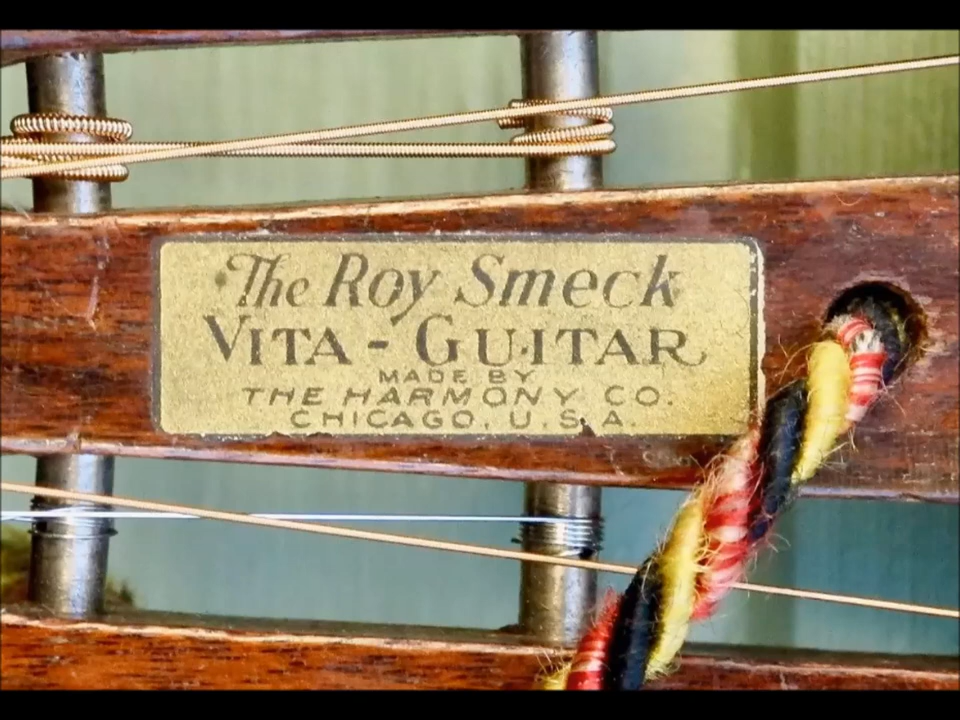 The Roy Smeck
VITA-GUITAR
MADE BY
THE HARMONY CO.
CHICAGO, U.S.A.